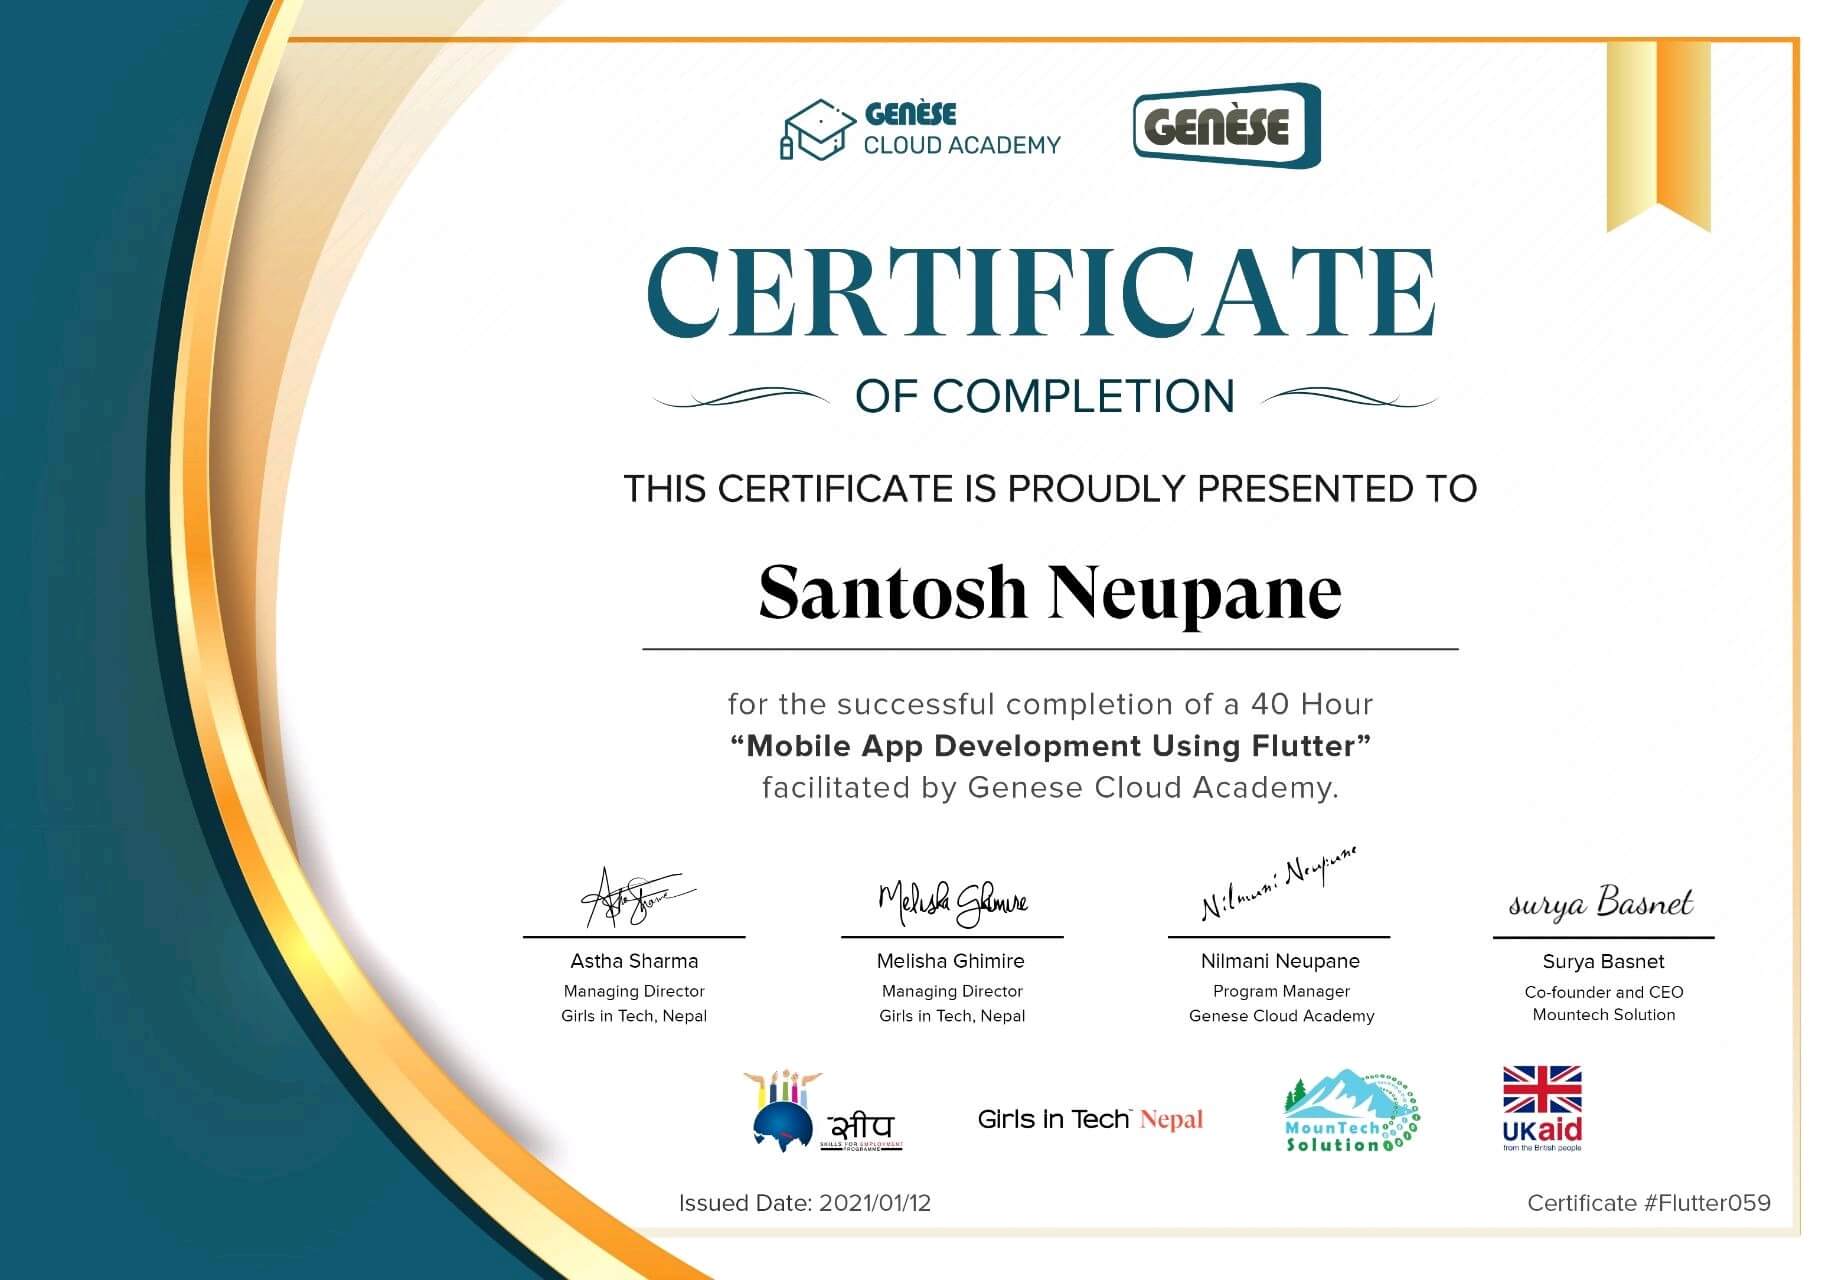 GENÈSE
CLOUD ACADEMY
GENÈSE
CERTIFICATE
OF COMPLETION
THIS CERTIFICATE IS PROUDLY PRESENTED TO
Santosh Neupane
for the successful completion of a 40 Hour
“Mobile App Development Using Flutter”
facilitated by Genese Cloud Academy.
Astha Sharma
Melisha Ghimire
Nilmani Neupane
surya Basnet
Astha Sharma
Managing Director
Girls in Tech, Nepal
Melisha Ghimire
Managing Director
Girls in Tech, Nepal
Nilmani Neupane
Program Manager
Genese Cloud Academy
Surya Basnet
Co-founder and CEO
Mountech Solution
सीप
SKILLS FOR EMPLOYMENT
PROGRAMME
Girls in Tech Nepal
MounTech
Solution
UKaid
from the British people
Issued Date: 2021/01/12
Certificate #Flutter059